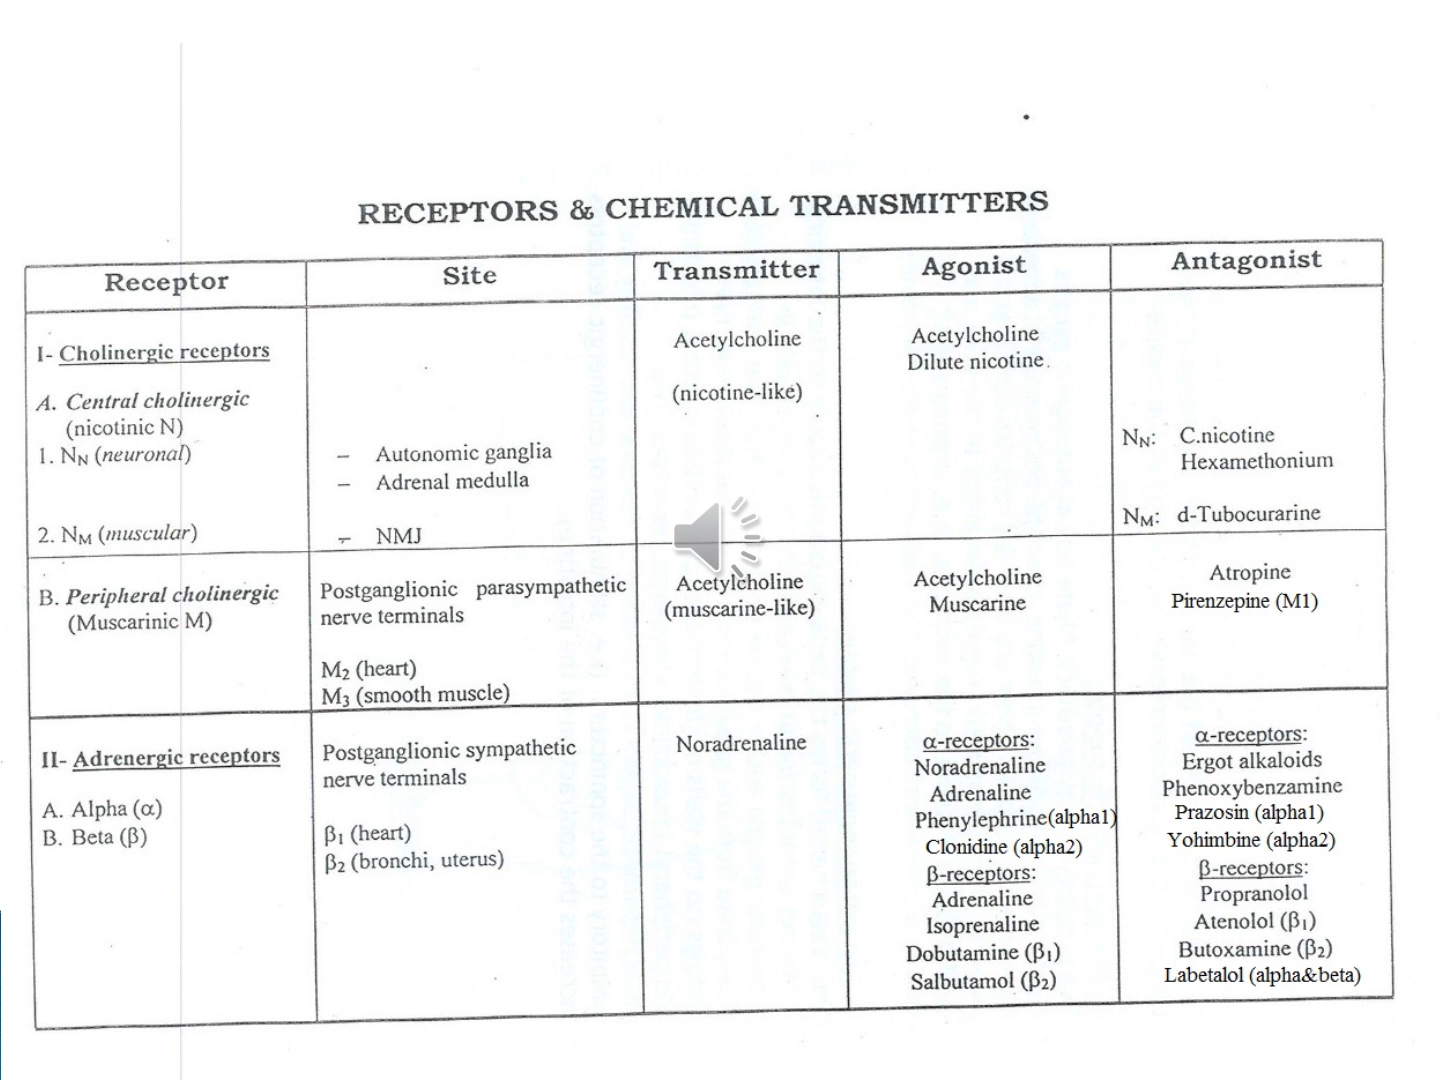 RECEPTORS & CHEMICAL TRANSMITTERS
Receptor
Site
Transmitter
Agonist
Antagonist
I- Cholinergic receptors
A. Central cholinergic
(nicotinic N)
1. NN (neuronal)
2. NM (muscular)
– Autonomic ganglia
– Adrenal medulla
– NMJ
Acetylcholine
(nicotine-like)
Acetylcholine
Dilute nicotine.
NN: C.nicotine
Hexamethonium
NM: d-Tubocurarine
B. Peripheral cholinergic
(Muscarinic M)
Postganglionic parasympathetic
nerve terminals
M2 (heart)
M3 (smooth muscle)
Acetylcholine
(muscarine-like)
Acetylcholine
Muscarine
Atropine
Pirenzepine (M1)
II- Adrenergic receptors
A. Alpha (α)
B. Beta (β)
Postganglionic sympathetic
nerve terminals
β1 (heart)
β2 (bronchi, uterus)
Noradrenaline
α-receptors:
Noradrenaline
Adrenaline
Phenylephrine(alpha1)
Clonidine (alpha2)
β-receptors:
Adrenaline
Isoprenaline
Dobutamine (β1)
Salbutamol (β2)
α-receptors:
Ergot alkaloids
Phenoxybenzamine
Prazosin (alpha1)
Yohimbine (alpha2)
β-receptors:
Propranolol
Atenolol (β1)
Butoxamine (β2)
Labetalol (alpha&beta)